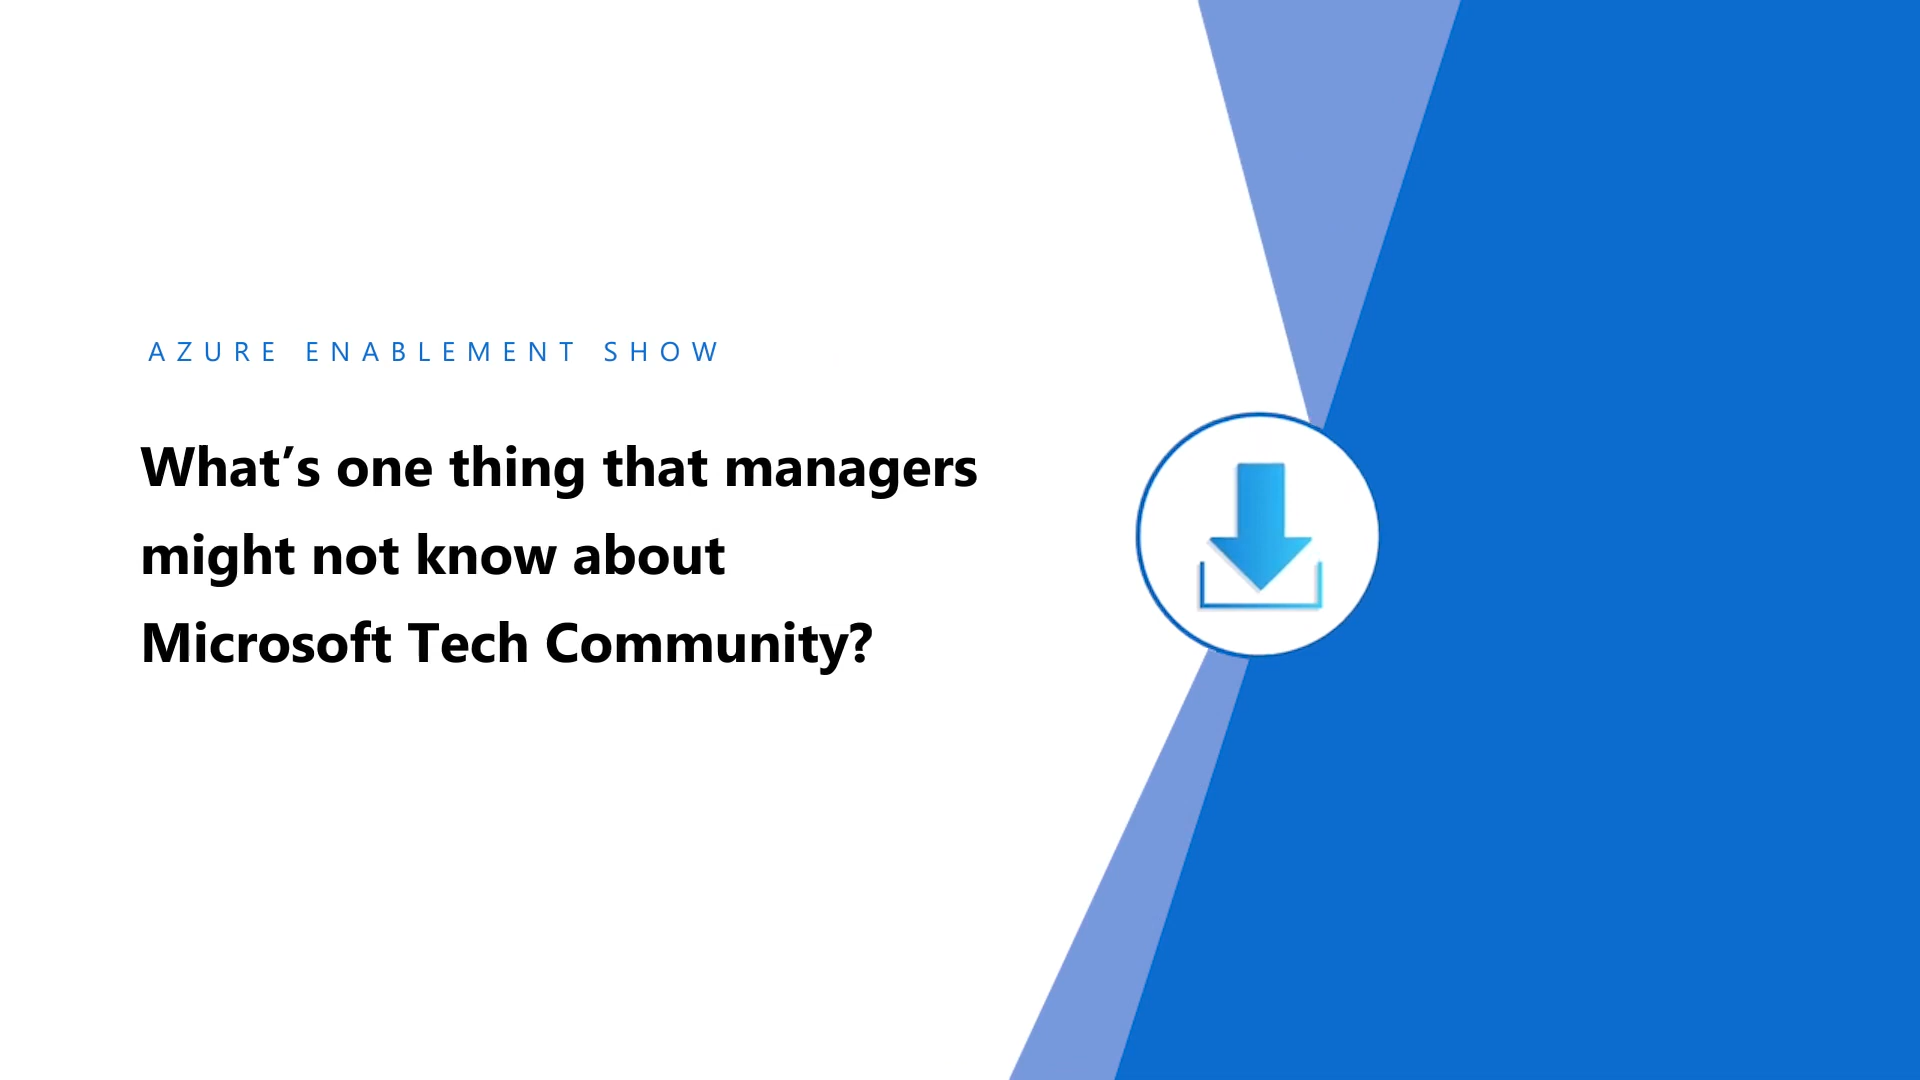 AZURE ENABLEMENT SHOW
What’s one thing that managers
might not know about
Microsoft Tech Community?